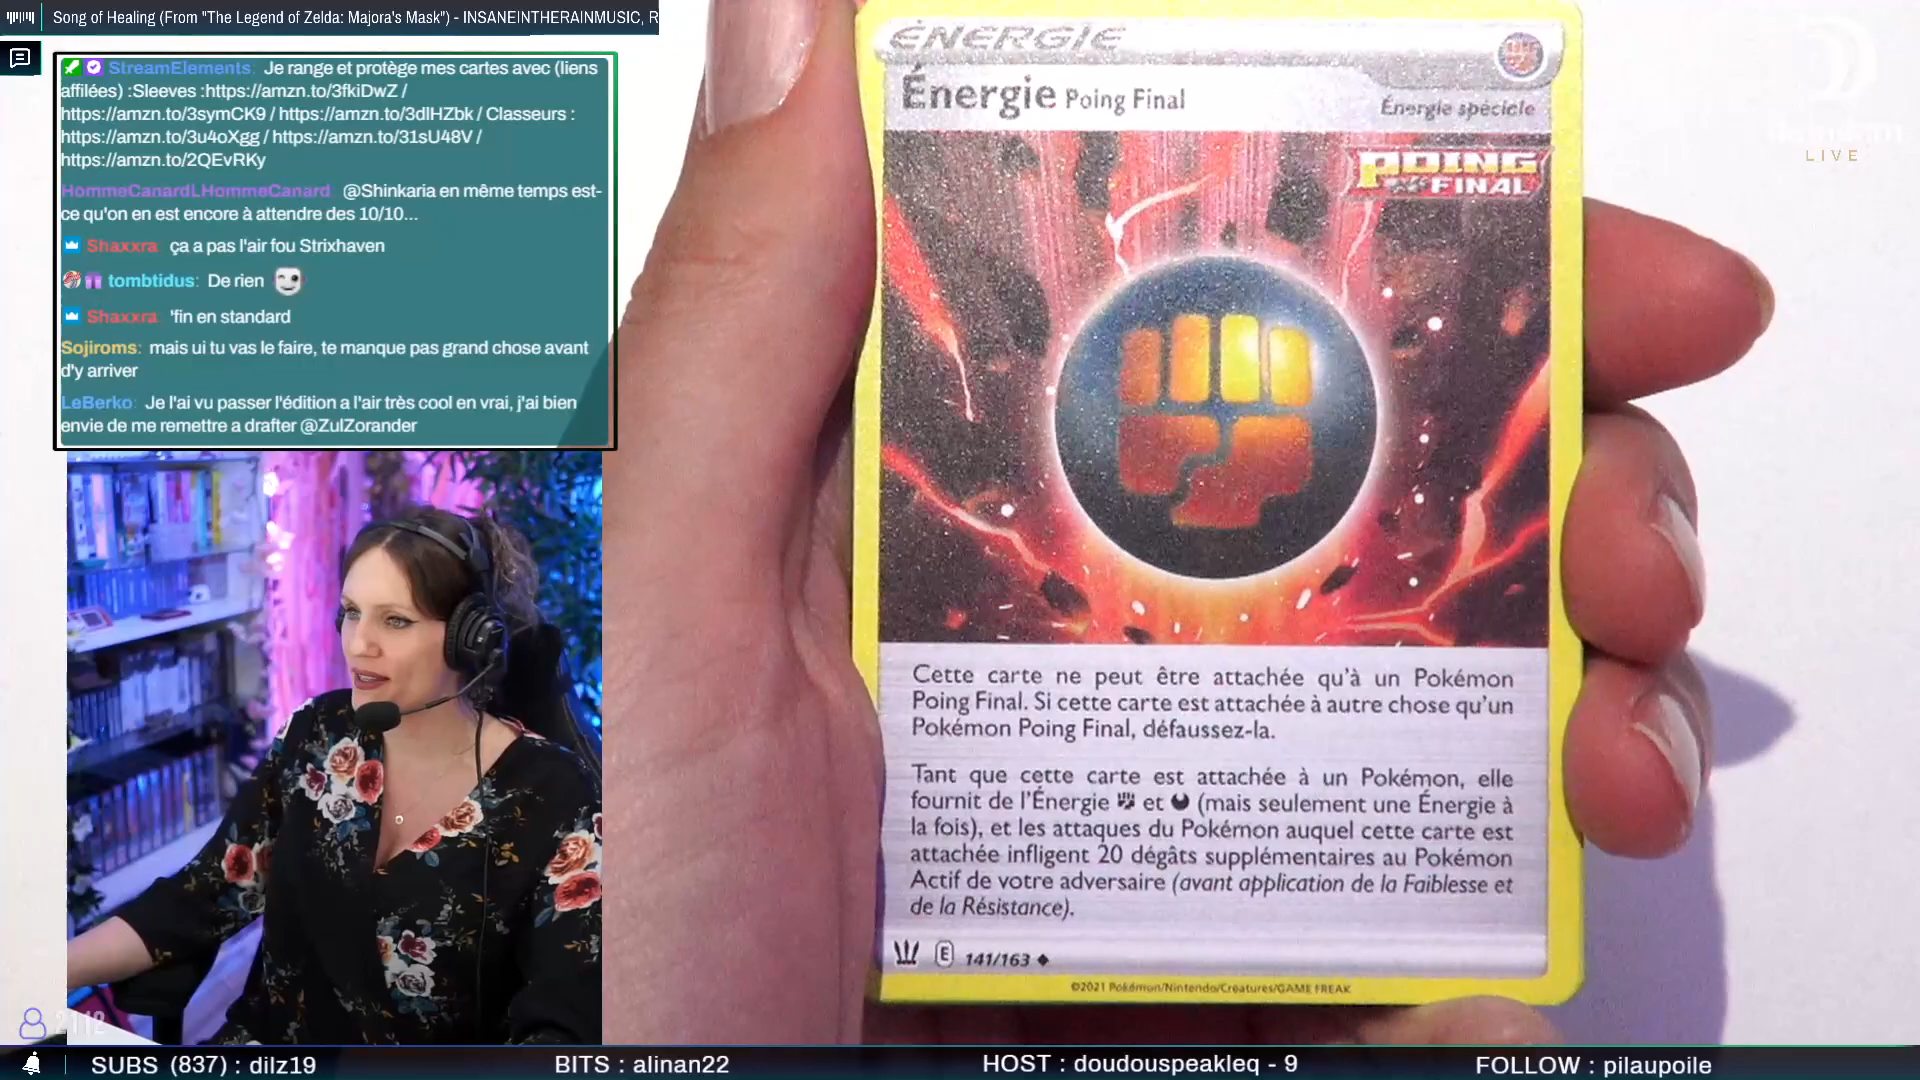 Song of Healing (From "The Legend of Zelda: Majora's Mask") - INSANEINTHERAINMUSIC, R
StreamElements: Je range et protège mes cartes avec (liens
affilées) :Sleeves :https://amzn.to/3fkiDwZ /
https://amzn.to/3symCK9 / https://amzn.to/3dlHZbk / Classeurs :
https://amzn.to/3u4oXgg / https://amzn.to/31sU48V /
https://amzn.to/2QEvRKy
HommeCanardLHommeCanard: @Shinkaria en même temps est-
ce qu'on en est encore à attendre des 10/10...
Shaxxra: ça a pas l'air fou Strixhaven
tombtidus: De rien
Shaxxra: 'fin en standard
Sojiroms: mais ui tu vas le faire, te manque pas grand chose avant
d'y arriver
LeBerko: Je l'ai vu passer l'édition a l'air très cool en vrai, j'ai bien
envie de me remettre a drafter @ZulZorander
ÉNERGIE
Énergie Poing Final
Énergie spéciale
POING
FINAL
Cette carte ne peut être attachée qu'à un Pokémon
Poing Final. Si cette carte est attachée à autre chose qu'un
Pokémon Poing Final, défaussez-la.
Tant que cette carte est attachée à un Pokémon, elle
fournit de l'Énergie et (mais seulement une Énergie à
la fois), et les attaques du Pokémon auquel cette carte est
attachée infligent 20 dégâts supplémentaires au Pokémon
Actif de votre adversaire (avant application de la Faiblesse et
de la Résistance).
E 141/163
©2021 Pokémon/Nintendo/Creatures/GAME FREAK
LIVE
2112
SUBS (837) : dilz19
BITS : alinan22
HOST : doudouspeakleq - 9
FOLLOW : pilaupoile